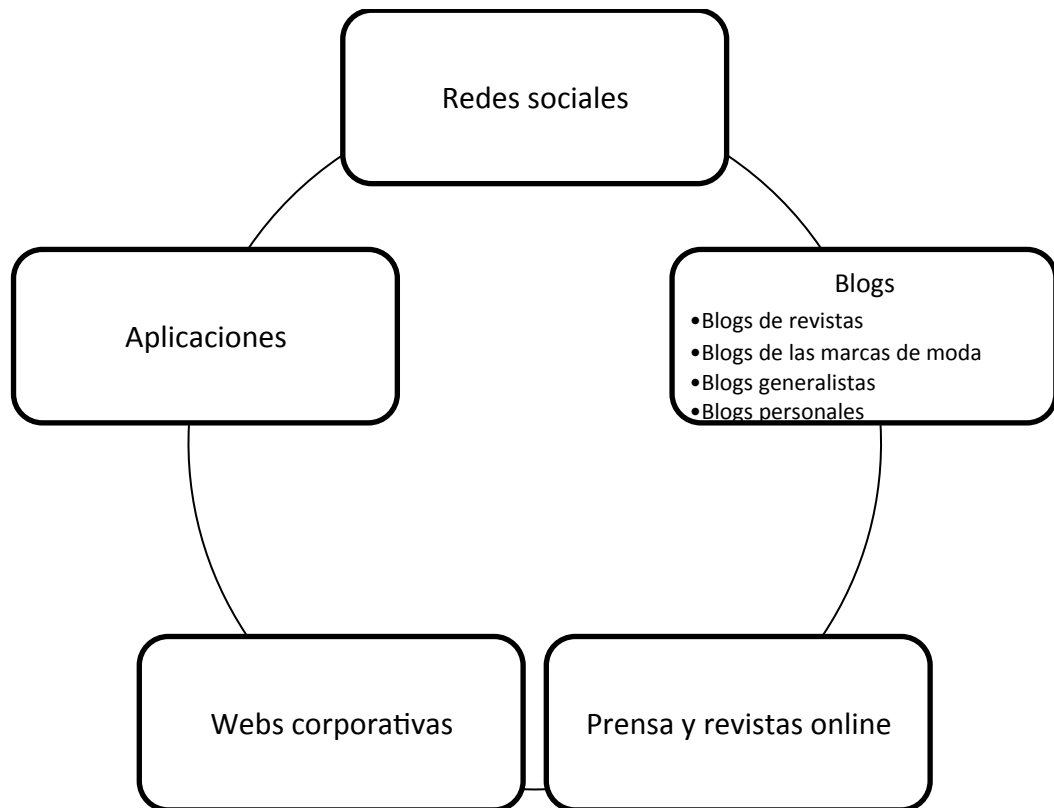 Redes sociales
Blogs
•Blogs de revistas
•Blogs de las marcas de moda
•Blogs generalistas
•Blogs personales
Prensa y revistas online
Webs corporativas
Aplicaciones